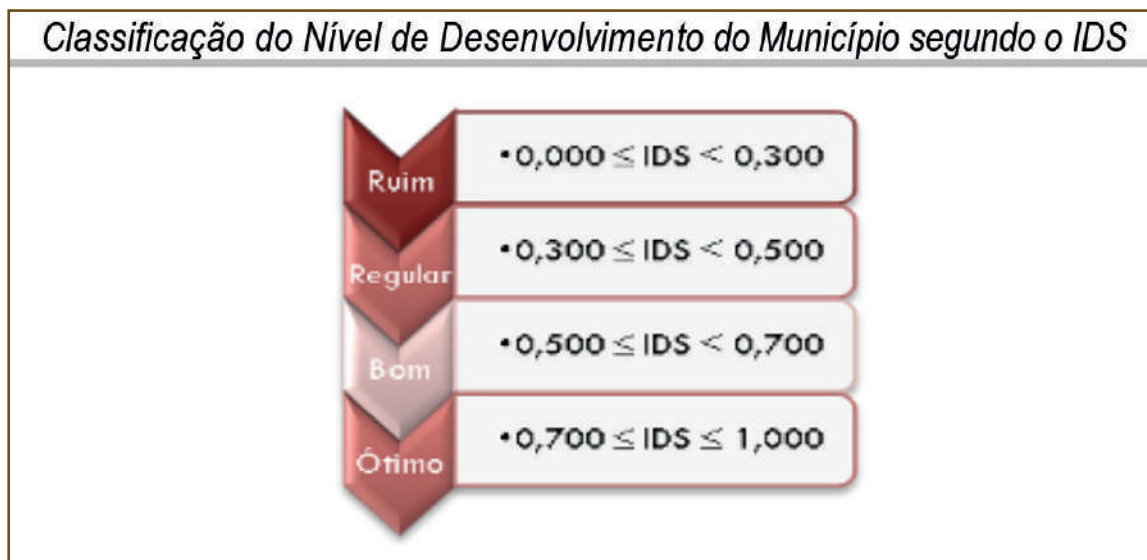 Classificação do Nível de Desenvolvimento do Município segundo o IDS
Ruim
•0,000 ≤ IDS < 0,300
Regular
•0,300 ≤ IDS < 0,500
Bom
•0,500 ≤ IDS < 0,700
Ótimo
•0,700 ≤ IDS ≤ 1,000